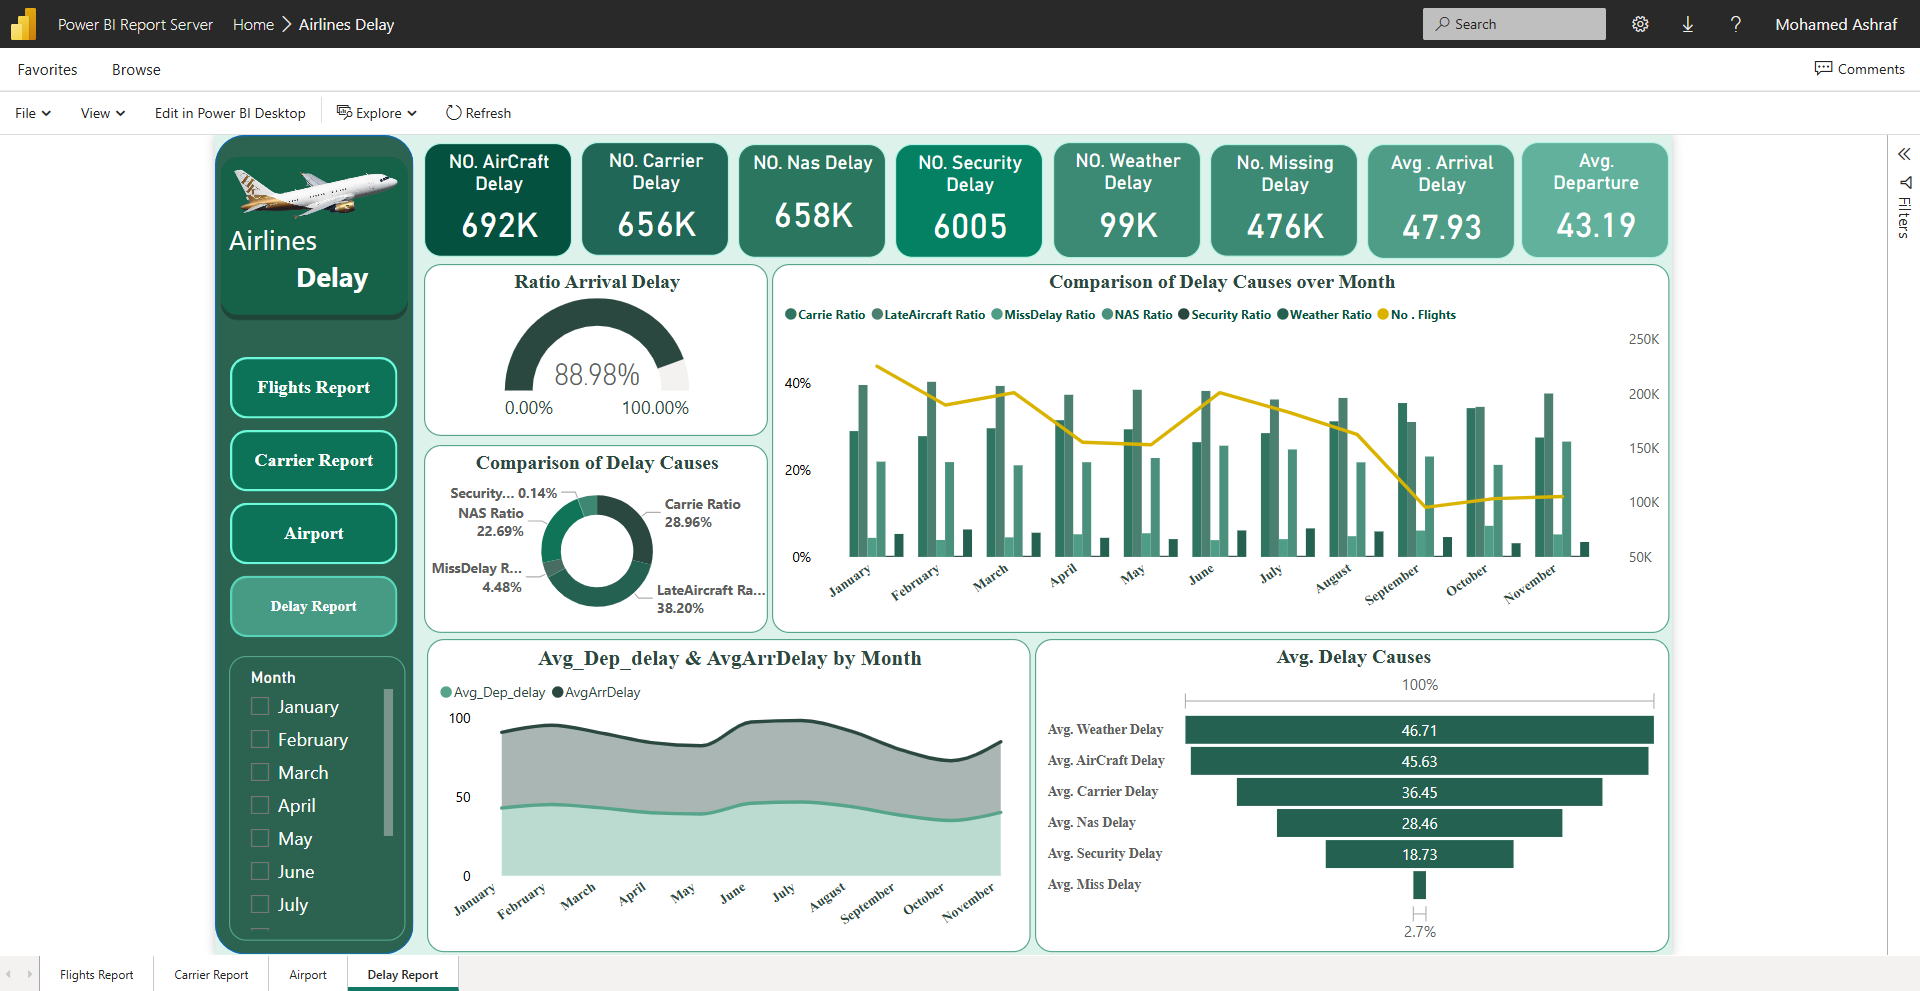 Power BI Report Server
Home > Airlines Delay
Search
?
Mohamed Ashraf
Favorites
Browse
Comments
File
View
Edit in Power BI Desktop
Explore
Refresh
Airlines
Delay
Flights Report
Carrier Report
Airport
Delay Report
Month
January
February
March
April
May
June
July
NO. AirCraft
Delay
692K
NO. Carrier
Delay
656K
NO. Nas Delay
658K
NO. Security
Delay
6005
NO. Weather
Delay
99K
No. Missing
Delay
476K
Avg . Arrival
Delay
47.93
Avg.
Departure
43.19
Filters
Ratio Arrival Delay
88.98%
0.00%
100.00%
Comparison of Delay Causes
Security... 0.14%
NAS Ratio
22.69%
MissDelay R...
4.48%
Carrie Ratio
28.96%
LateAircraft Ra...
38.20%
Comparison of Delay Causes over Month
Carrie Ratio
LateAircraft Ratio
MissDelay Ratio
NAS Ratio
Security Ratio
Weather Ratio
No . Flights
40%
20%
0%
250K
200K
150K
100K
50K
January
February
March
April
May
June
July
August
September
October
November
Avg_Dep_delay & AvgArrDelay by Month
Avg_Dep_delay
AvgArrDelay
100
50
0
January
February
March
April
May
June
July
August
September
October
November
Avg. Delay Causes
100%
Avg. Weather Delay
46.71
Avg. AirCraft Delay
45.63
Avg. Carrier Delay
36.45
Avg. Nas Delay
28.46
Avg. Security Delay
18.73
Avg. Miss Delay
2.7%
Flights Report
Carrier Report
Airport
Delay Report